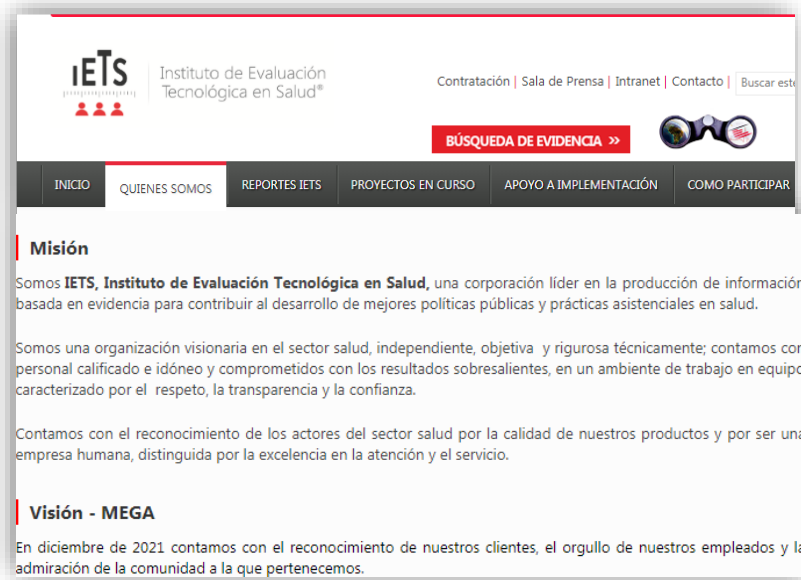 IETS
Instituto de Evaluación
Tecnológica en Salud®
Contratación | Sala de Prensa | Intranet | Contacto | Buscar este
BÚSQUEDA DE EVIDENCIA »
INICIO QUIENES SOMOS REPORTES IETS PROYECTOS EN CURSO APOYO A IMPLEMENTACIÓN COMO PARTICIPAR
Misión
Somos IETS, Instituto de Evaluación Tecnológica en Salud, una corporación líder en la producción de información
basada en evidencia para contribuir al desarrollo de mejores políticas públicas y prácticas asistenciales en salud.
Somos una organización visionaria en el sector salud, independiente, objetiva y rigurosa técnicamente; contamos con
personal calificado e idóneo y comprometidos con los resultados sobresalientes, en un ambiente de trabajo en equipo
caracterizado por el respeto, la transparencia y la confianza.
Contamos con el reconocimiento de los actores del sector salud por la calidad de nuestros productos y por ser una
empresa humana, distinguida por la excelencia en la atención y el servicio.
Visión - MEGA
En diciembre de 2021 contamos con el reconocimiento de nuestros clientes, el orgullo de nuestros empleados y la
admiración de la comunidad a la que pertenecemos.